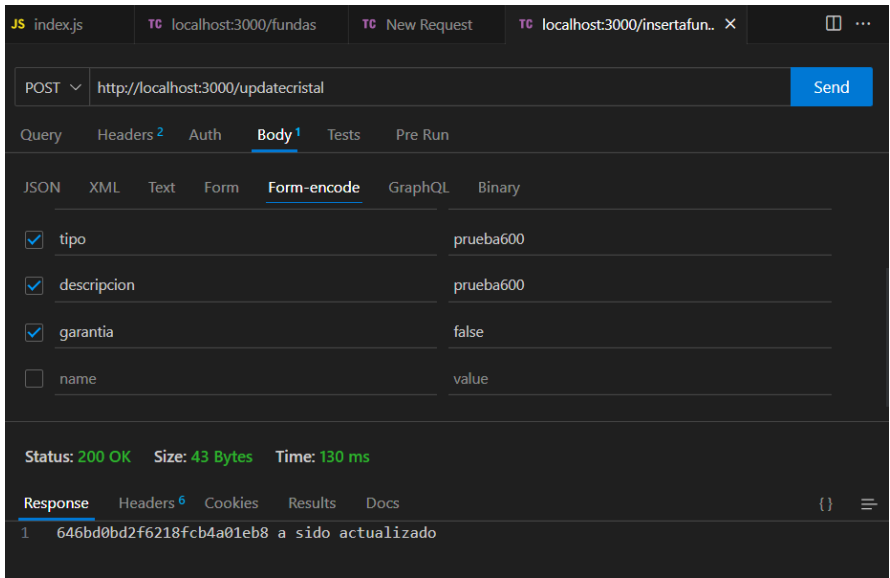 JS index.js TC localhost:3000/fundas TC New Request TC localhost:3000/insertafun.. ×
POST http://localhost:3000/updatecristal Send
Query Headers 2 Auth Body 1 Tests Pre Run
JSON XML Text Form Form-encode GraphQL Binary
tipo prueba600
descripcion prueba600
garantia false
name value
Status: 200 OK Size: 43 Bytes Time: 130 ms
Response Headers 6 Cookies Results Docs {}
1 646bd0bd2f6218fcb4a01eb8 a sido actualizado